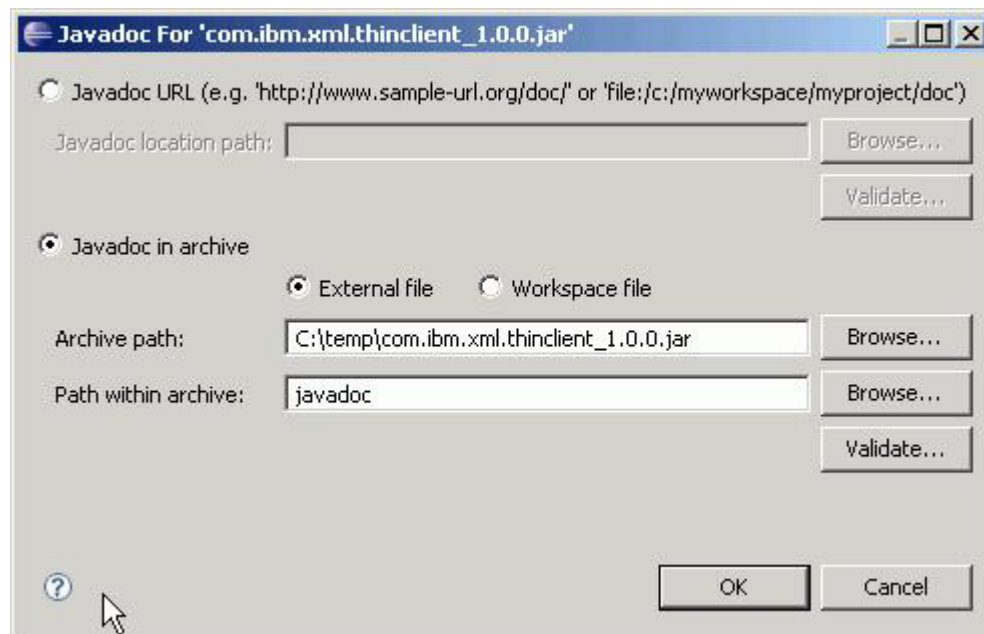 Javadoc For 'com.ibm.xml.thinclient_1.0.0.jar'
Javadoc URL (e.g. 'http://www.sample-url.org/doc/' or 'file:/c:/myworkspace/myproject/doc')
Javadoc location path: Browse...
Validate...
Javadoc in archive
External file Workspace file
Archive path: C:\temp\com.ibm.xml.thinclient_1.0.0.jar Browse...
Path within archive: javadoc Browse...
Validate...
? OK Cancel